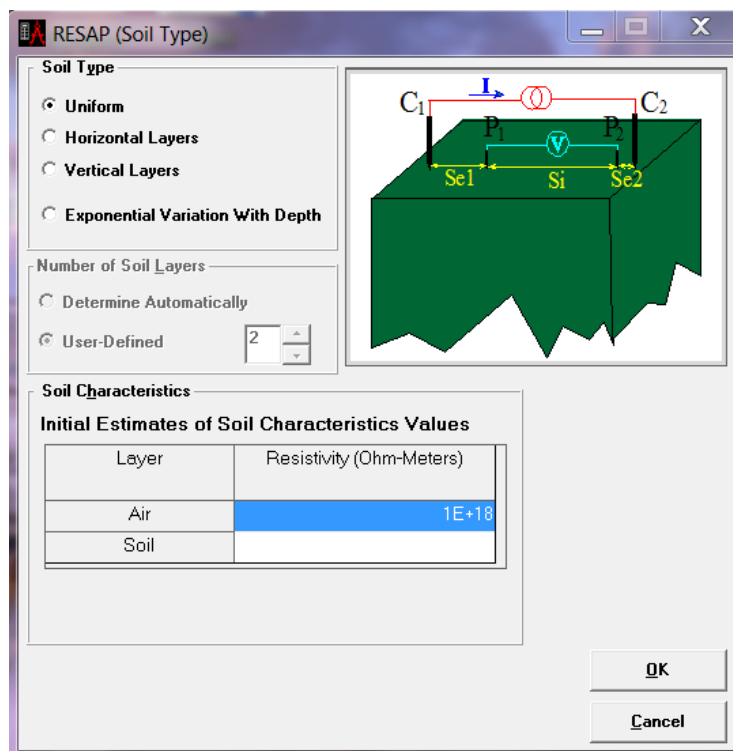 RESAP (Soil Type)
Soil Type
Uniform
Horizontal Layers
Vertical Layers
Exponential Variation With Depth
I
C1
C2
P1
P2
V
Se1
Si
Se2
Number of Soil Layers
Determine Automatically
User-Defined
2
Soil Characteristics
Initial Estimates of Soil Characteristics Values
Layer Resistivity (Ohm-Meters)
Air 1E+18
Soil
OK
Cancel